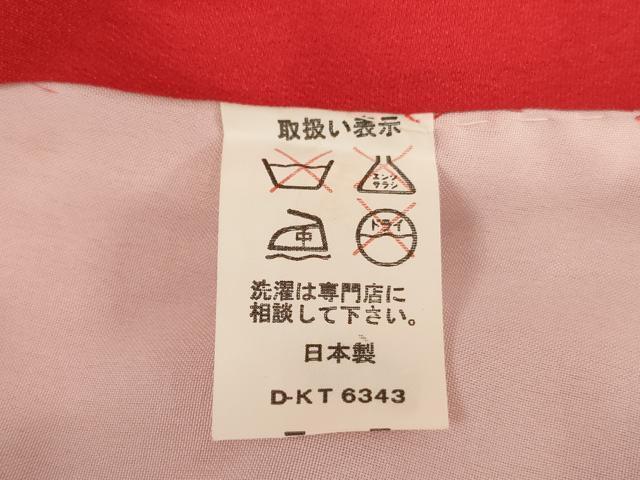 取扱い表示
エンソ
サラシ
中
ドライ
洗濯は専門店に
相談して下さい。
日本製
D-KT 6343